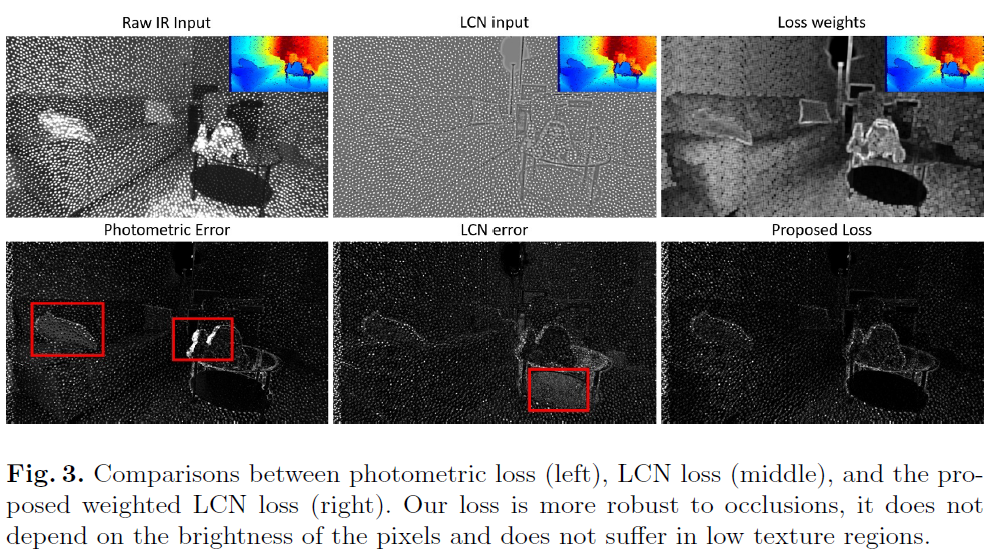 Raw IR Input
LCN input
Loss weights
Photometric Error
LCN error
Proposed Loss
Fig. 3. Comparisons between photometric loss (left), LCN loss (middle), and the pro-
posed weighted LCN loss (right). Our loss is more robust to occlusions, it does not
depend on the brightness of the pixels and does not suffer in low texture regions.